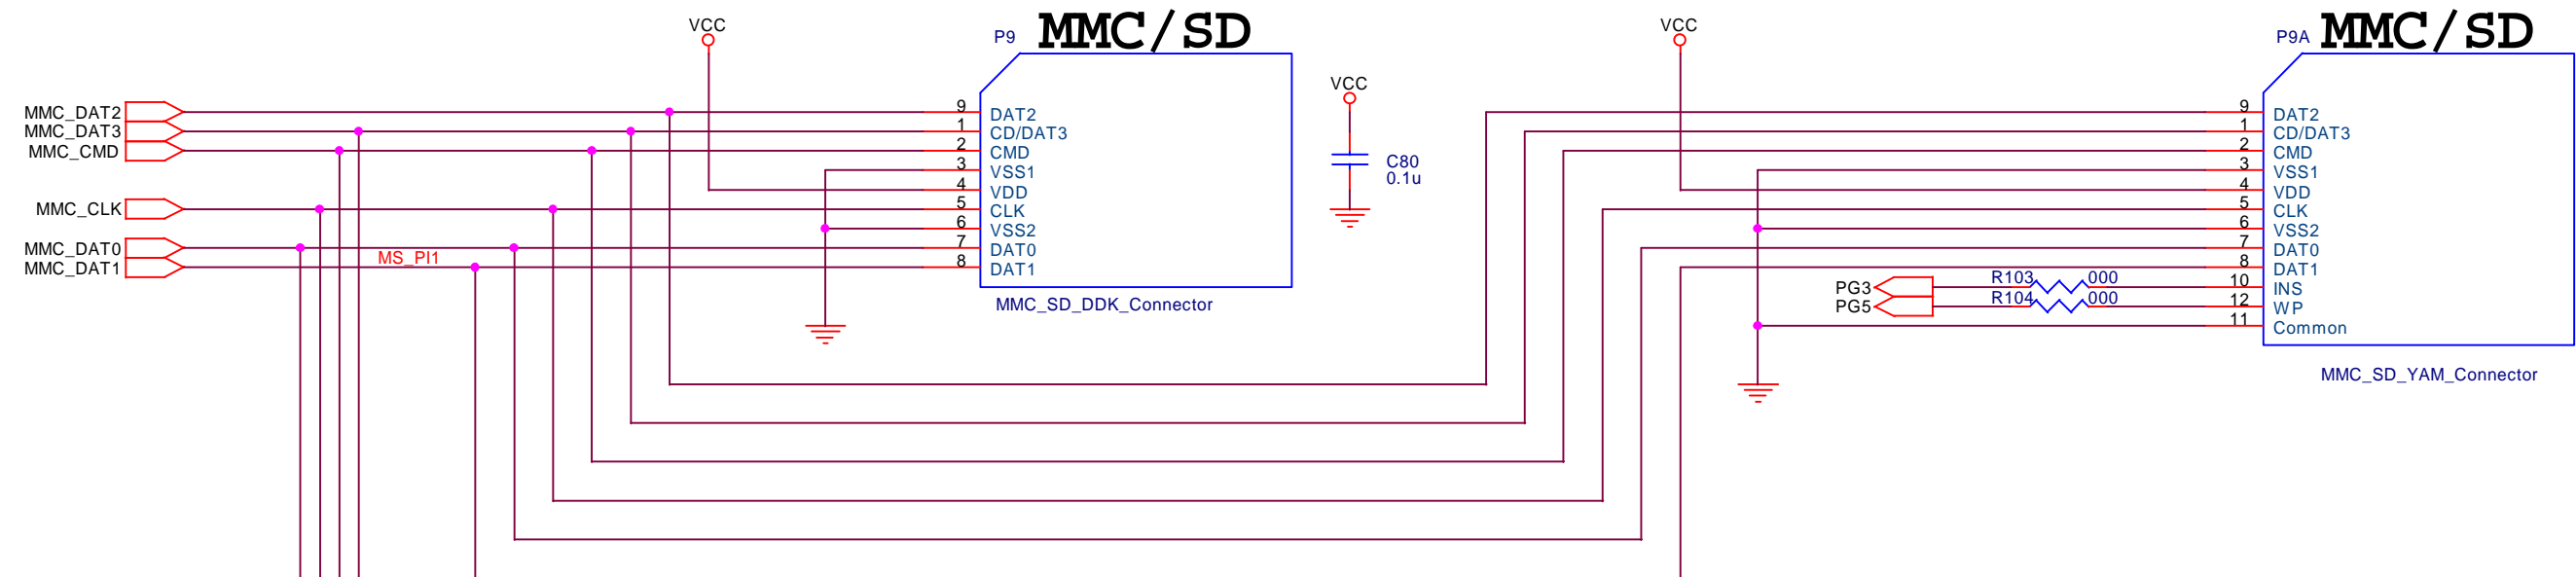 MMC/SD
MMC/SD
VCC
P9
VCC
P9A
VCC
MMC_DAT2
MMC_DAT3
MMC_CMD
MMC_CLK
MMC_DAT0
MMC_DAT1
MS_PI1
9 DAT2
1 CD/DAT3
2 CMD
3 VSS1
4 VDD
5 CLK
6 VSS2
7 DAT0
8 DAT1
MMC_SD_DDK_Connector
C80
0.1u
9 DAT2
1 CD/DAT3
2 CMD
3 VSS1
4 VDD
5 CLK
6 VSS2
7 DAT0
8 DAT1
PG3 R103 000 10 INS
PG5 R104 000 12 WP
11 Common
MMC_SD_YAM_Connector